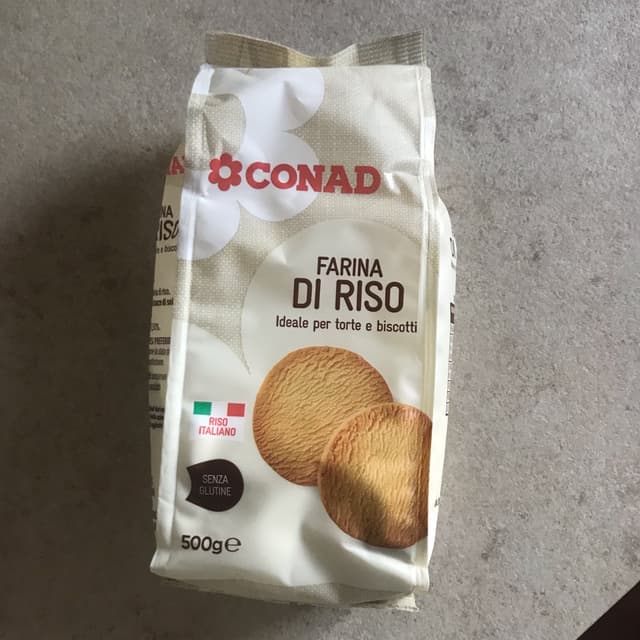 CONAD
FARINA
DI RISO
Ideale per torte e biscotti
RISO
ITALIANO
SENZA
GLUTINE
500g℮